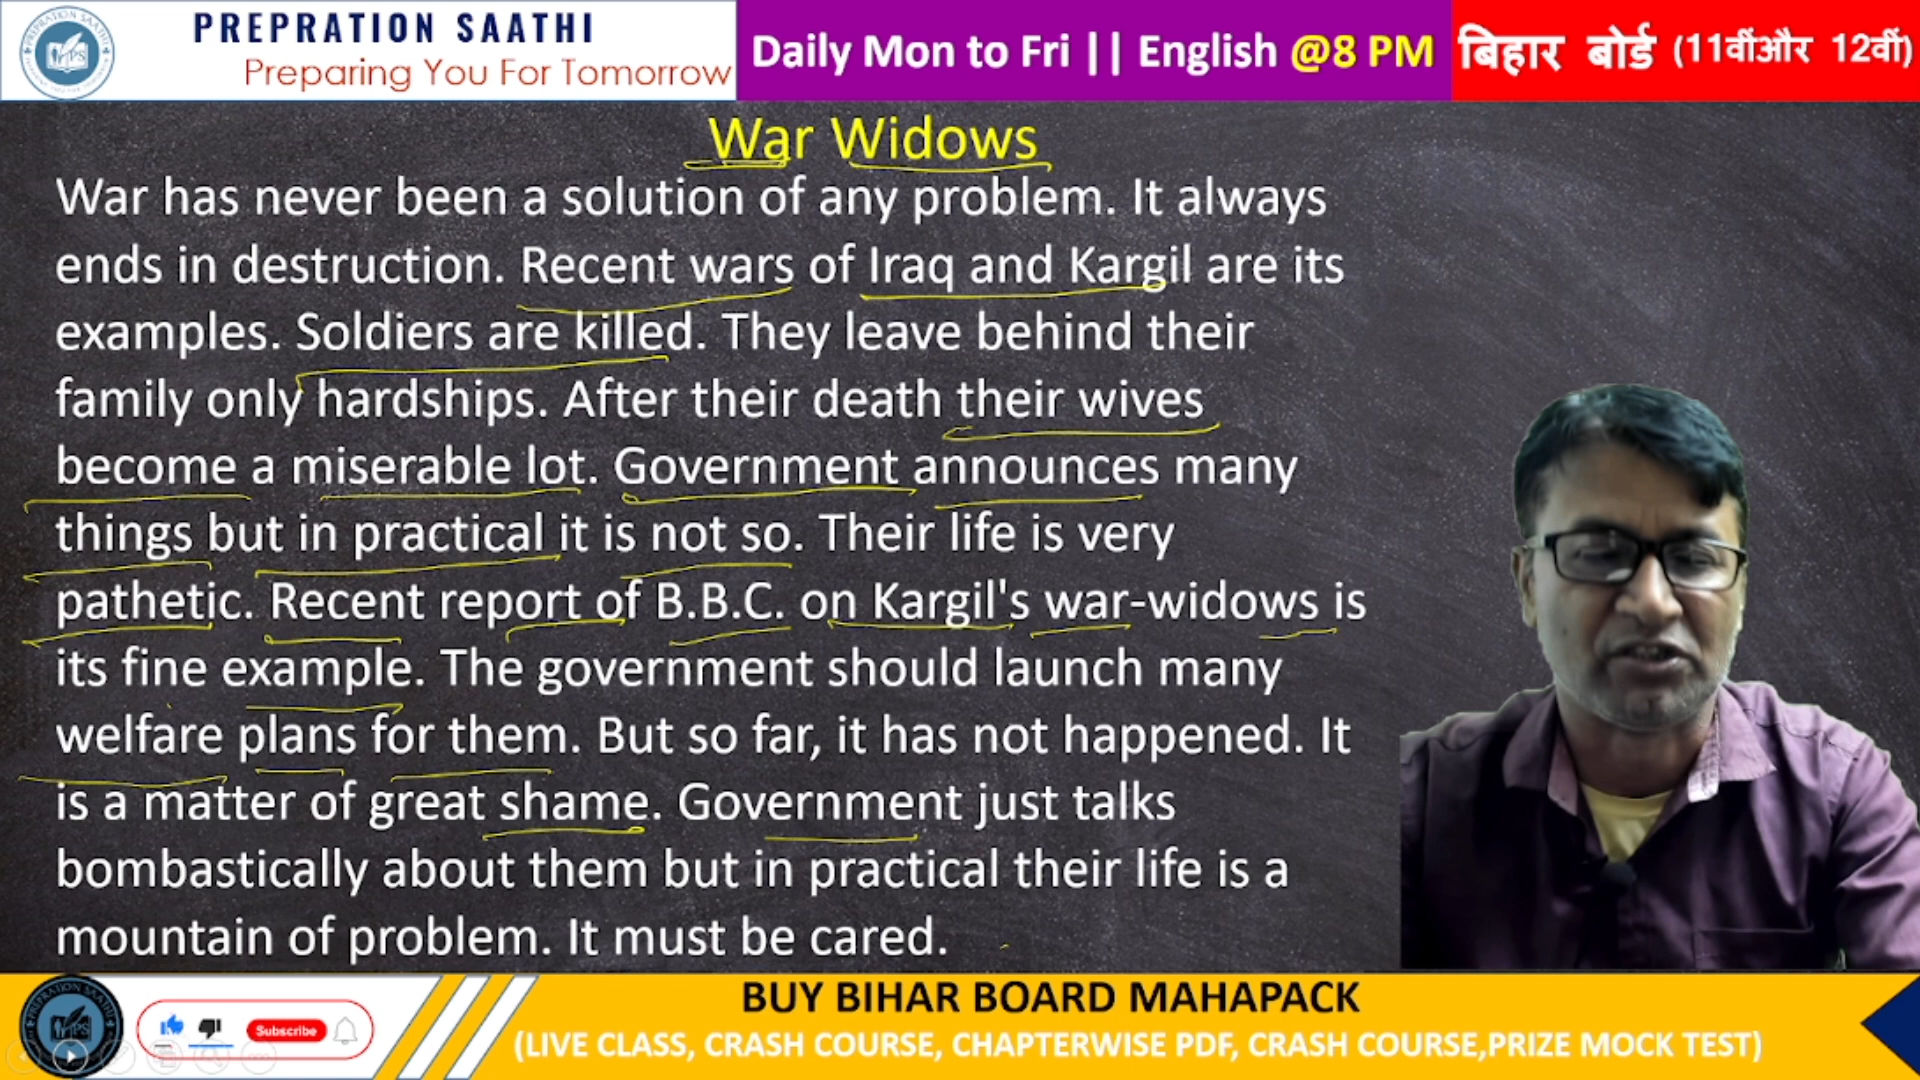 PREPRATION SAATHI
Preparing You For Tomorrow
Daily Mon to Fri || English @8 PM
बिहार बोर्ड (11वींऔर 12वीं)
War Widows
War has never been a solution of any problem. It always
ends in destruction. Recent wars of Iraq and Kargil are its
examples. Soldiers are killed. They leave behind their
family only hardships. After their death their wives
become a miserable lot. Government announces many
things but in practical it is not so. Their life is very
pathetic. Recent report of B.B.C. on Kargil's war-widows is
its fine example. The government should launch many
welfare plans for them. But so far, it has not happened. It
is a matter of great shame. Government just talks
bombastically about them but in practical their life is a
mountain of problem. It must be cared.
Subscribe
BUY BIHAR BOARD MAHAPACK
(LIVE CLASS, CRASH COURSE, CHAPTERWISE PDF, CRASH COURSE,PRIZE MOCK TEST)